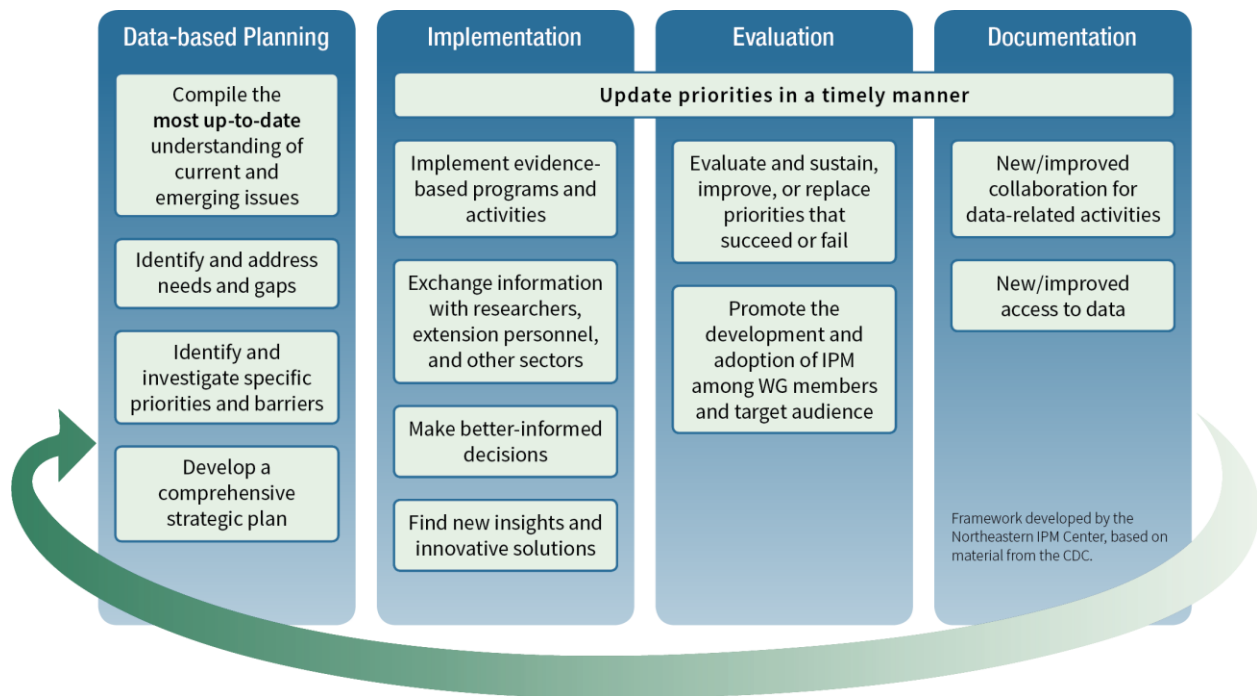 Data-based Planning
Compile the
most up-to-date
understanding of
current and
emerging issues
Identify and address
needs and gaps
Identify and
investigate specific
priorities and barriers
Develop a
comprehensive
strategic plan
Implementation
Evaluation
Documentation
Update priorities in a timely manner
Implement evidence-
based programs and
activities
Exchange information
with researchers,
extension personnel,
and other sectors
Make better-informed
decisions
Find new insights and
innovative solutions
Evaluate and sustain,
improve, or replace
priorities that
succeed or fail
Promote the
development and
adoption of IPM
among WG members
and target audience
New/improved
collaboration for
data-related activities
New/improved
access to data
Framework developed by the
Northeastern IPM Center, based on
material from the CDC.